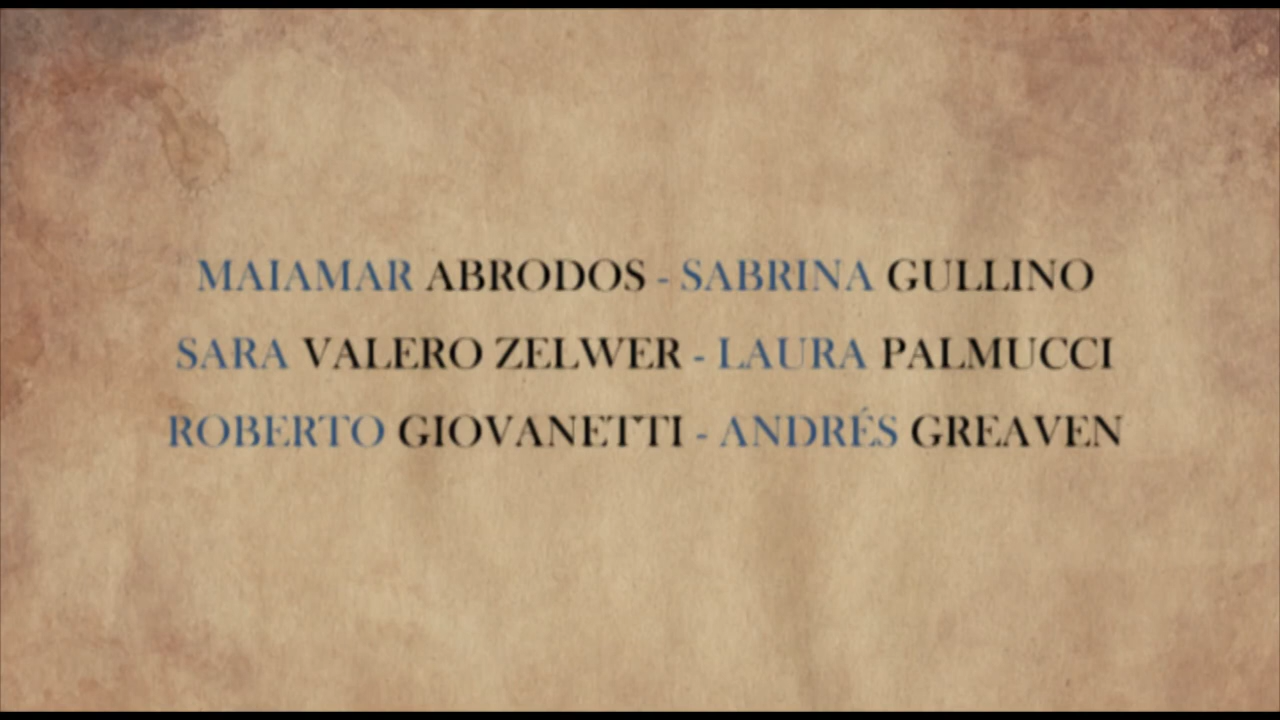 MAIAMAR ABRODOS - SABRINA GULLINO
SARA VALERO ZELWER - LAURA PALMUCCI
ROBERTO GIOVANETTI - ANDRÉS GREAVEN